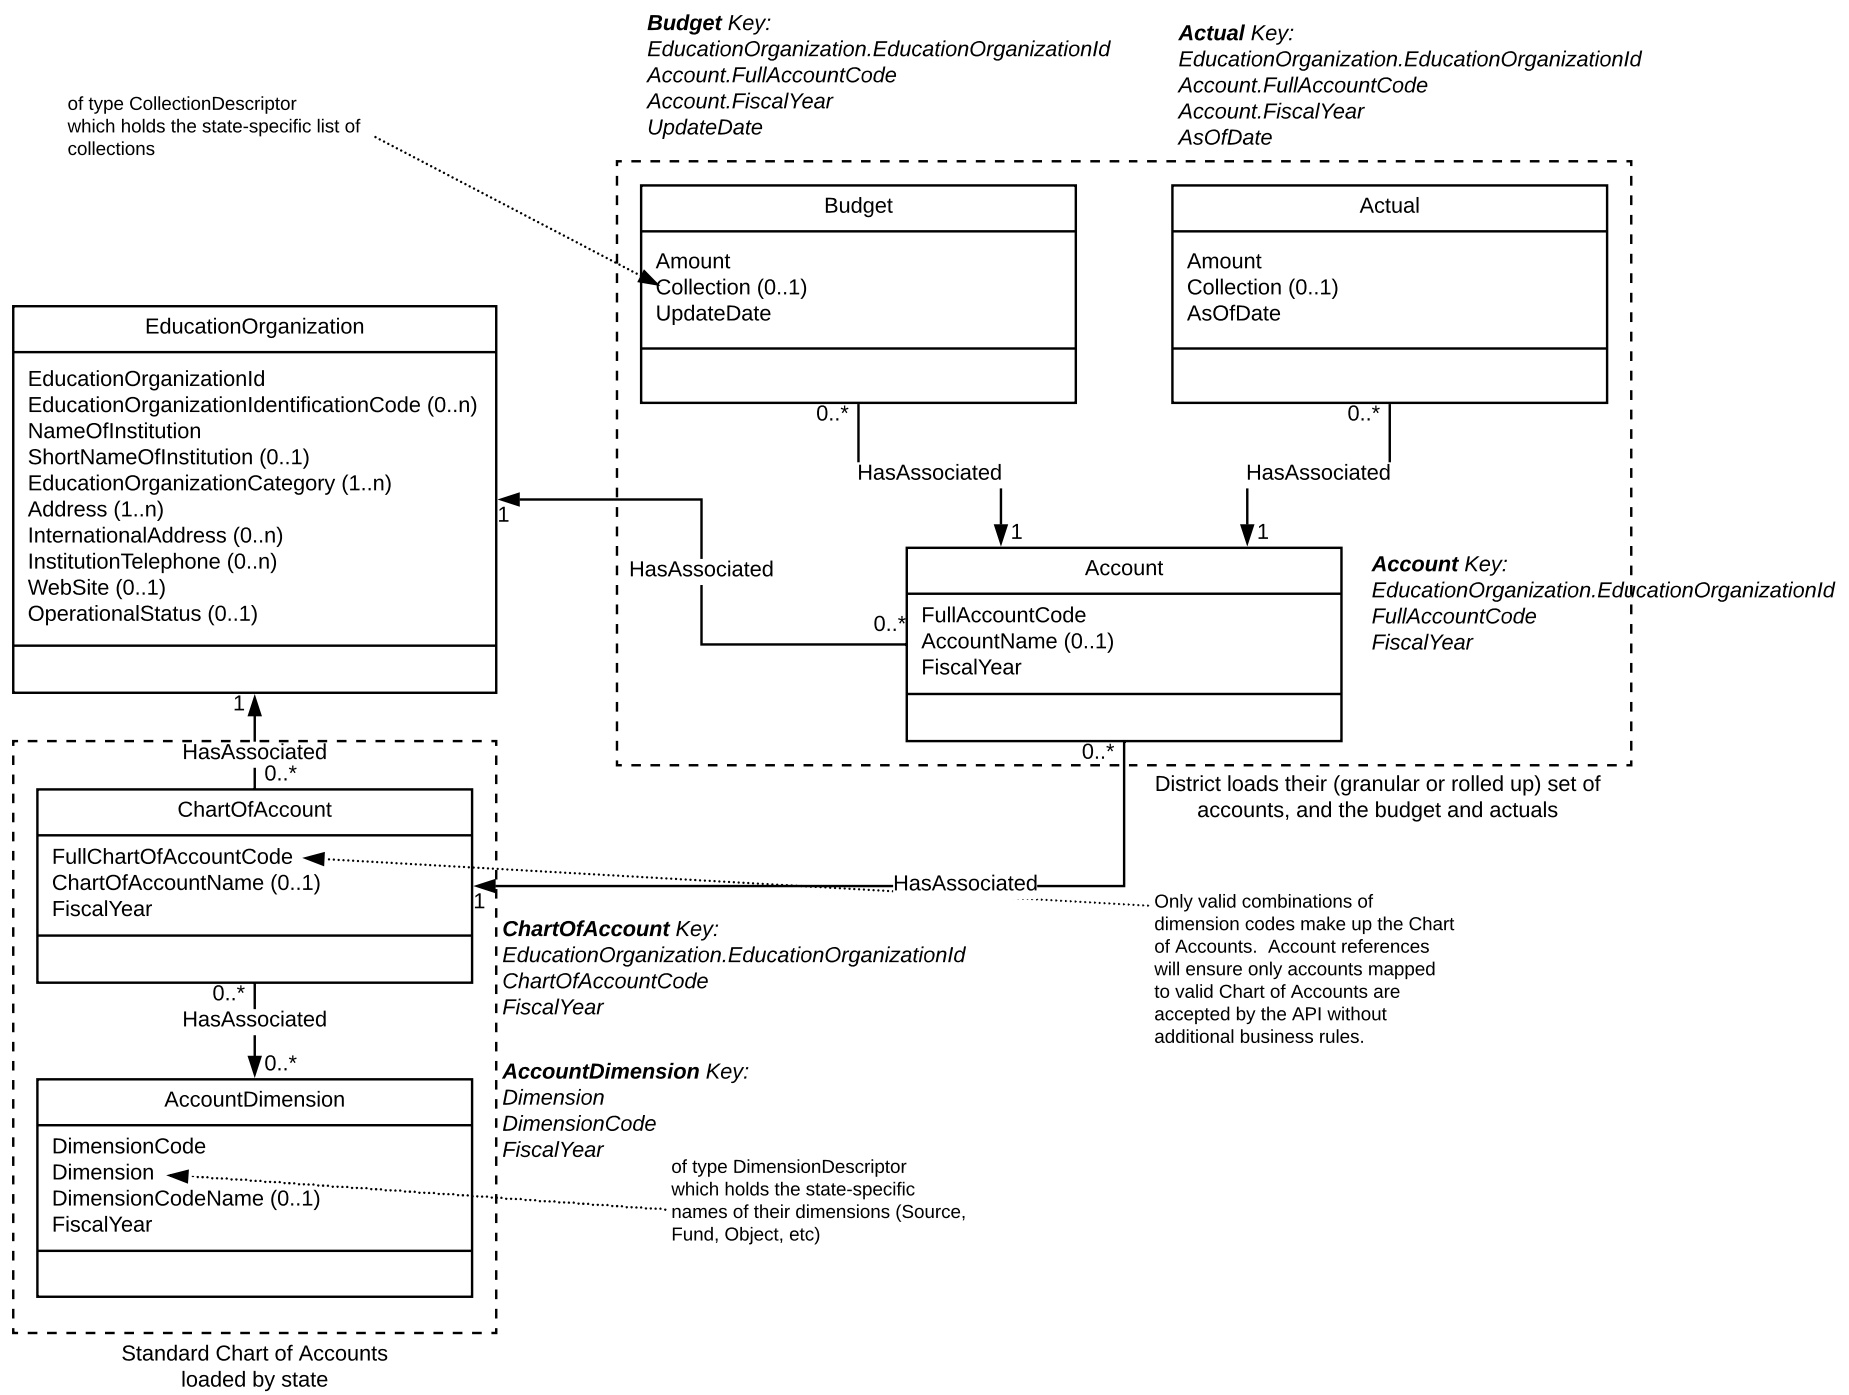 Budget Key:
EducationOrganization.EducationOrganizationId
Account.FullAccountCode
Account.FiscalYear
UpdateDate
Actual Key:
EducationOrganization.EducationOrganizationId
Account.FullAccountCode
Account.FiscalYear
AsOfDate
of type CollectionDescriptor
which holds the state-specific list of
collections
Budget
Amount
Collection (0..1)
UpdateDate
Actual
Amount
Collection (0..1)
AsOfDate
EducationOrganization
EducationOrganizationId
EducationOrganizationIdentificationCode (0..n)
NameOfInstitution
ShortNameOfInstitution (0..1)
EducationOrganizationCategory (1..n)
Address (1..n)
InternationalAddress (0..n)
InstitutionTelephone (0..n)
WebSite (0..1)
OperationalStatus (0..1)
0..*
HasAssociated
1
0..*
HasAssociated
1
1
HasAssociated
0..*
Account
FullAccountCode
AccountName (0..1)
FiscalYear
Account Key:
EducationOrganization.EducationOrganizationId
FullAccountCode
FiscalYear
1
HasAssociated
0..*
0..*
District loads their (granular or rolled up) set of
accounts, and the budget and actuals
ChartOfAccount
FullChartOfAccountCode
ChartOfAccountName (0..1)
FiscalYear
HasAssociated
1
Only valid combinations of
dimension codes make up the Chart
of Accounts.  Account references
will ensure only accounts mapped
to valid Chart of Accounts are
accepted by the API without
additional business rules.
ChartOfAccount Key:
EducationOrganization.EducationOrganizationId
ChartOfAccountCode
FiscalYear
0..*
HasAssociated
0..*
AccountDimension
DimensionCode
Dimension
DimensionCodeName (0..1)
FiscalYear
AccountDimension Key:
Dimension
DimensionCode
FiscalYear
of type DimensionDescriptor
which holds the state-specific
names of their dimensions (Source,
Fund, Object, etc)
Standard Chart of Accounts
loaded by state